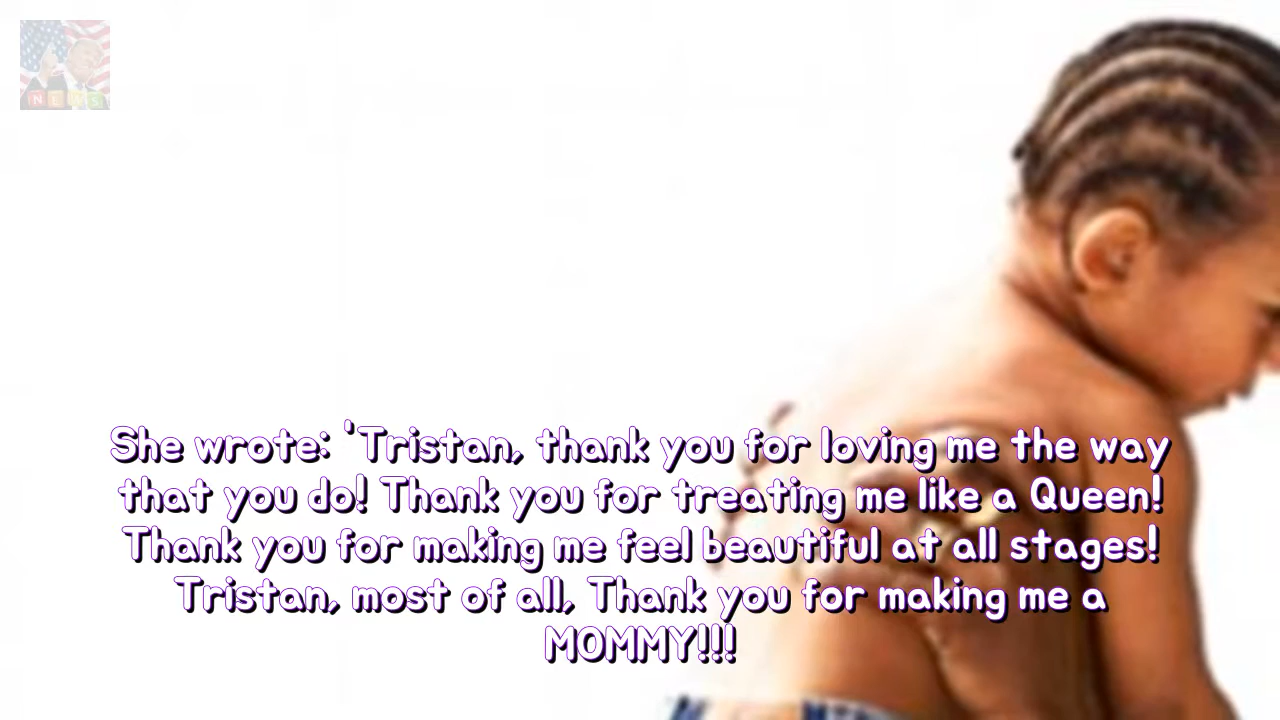 NEWS
She wrote: 'Tristan, thank you for loving me the way
that you do! Thank you for treating me like a Queen!
Thank you for making me feel beautiful at all stages!
Tristan, most of all, Thank you for making me a
MOMMY!!!